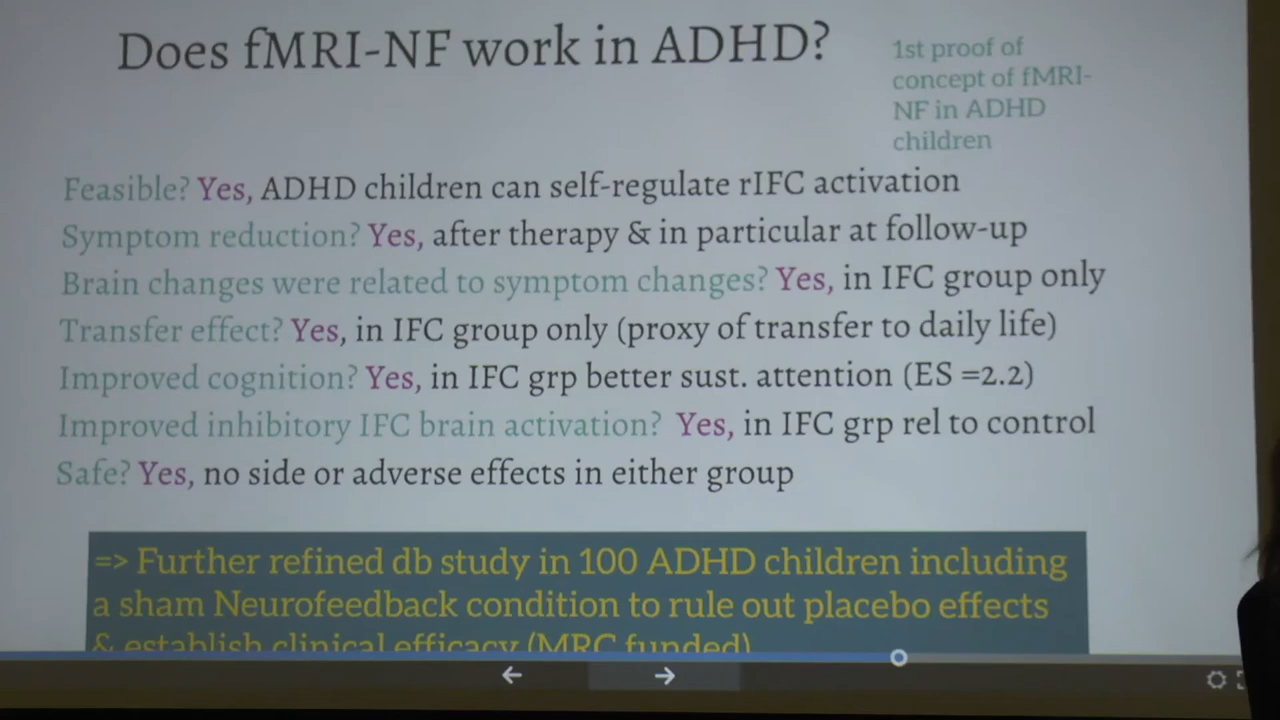 Does fMRI-NF work in ADHD?
1st proof of
concept of fMRI-
NF in ADHD
children
Feasible? Yes, ADHD children can self-regulate rIFC activation
Symptom reduction? Yes, after therapy & in particular at follow-up
Brain changes were related to symptom changes? Yes, in IFC group only
Transfer effect? Yes, in IFC group only (proxy of transfer to daily life)
Improved cognition? Yes, in IFC grp better sust. attention (ES =2.2)
Improved inhibitory IFC brain activation? Yes, in IFC grp rel to control
Safe? Yes, no side or adverse effects in either group
=> Further refined db study in 100 ADHD children including
a sham Neurofeedback condition to rule out placebo effects
& establish clinical efficacy (MRC funded)